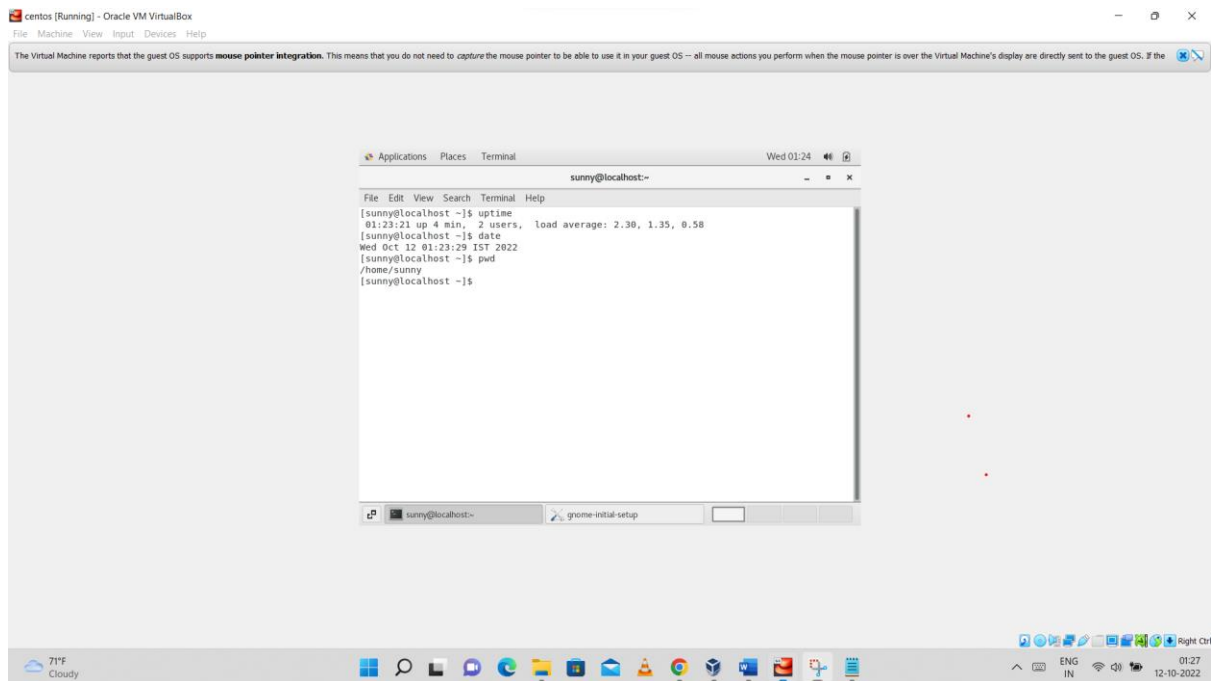 centos [Running] - Oracle VM VirtualBox
File Machine View Input Devices Help
The Virtual Machine reports that the guest OS supports mouse pointer integration. This means that you do not need to capture the mouse pointer to be able to use it in your guest OS — all mouse actions you perform when the mouse pointer is over the Virtual Machine's display are directly sent to the guest OS. If the
Applications Places Terminal Wed 01:24
sunny@localhost:~
File Edit View Search Terminal Help
[sunny@localhost ~]$ uptime
01:23:21 up 4 min, 2 users, load average: 2.30, 1.35, 0.58
[sunny@localhost ~]$ date
Wed Oct 12 01:23:29 IST 2022
[sunny@localhost ~]$ pwd
/home/sunny
[sunny@localhost ~]$
sunny@localhost:~ gnome-initial-setup
Right Ctrl
71°F
Cloudy
ENG
IN
01:27
12-10-2022